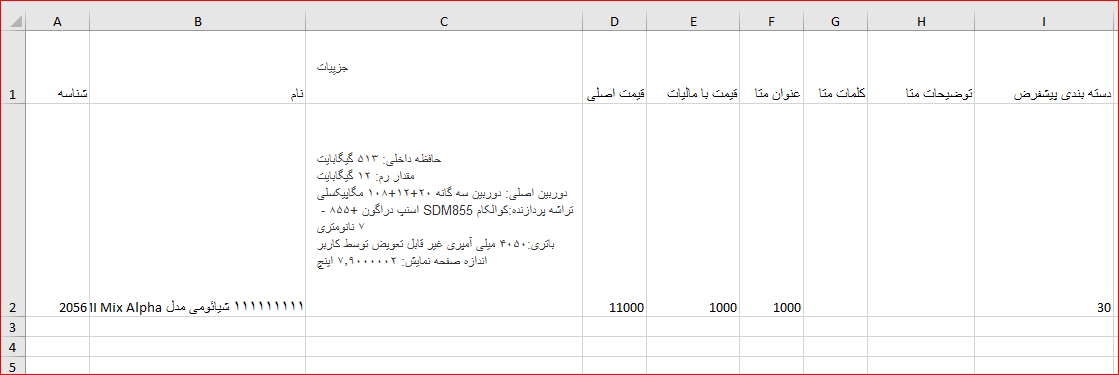 A B C D E F G H I
1 شناسه نام جزییات قیمت اصلی قیمت با مالیات عنوان متا کلمات متا توضیحات متا دسته بندی پیشفرض
حافظه داخلی: ۵۱۳ گیگابایت
مقدار رم: ۱۲ گیگابایت
دوربین اصلی: دوربین سه گانه ۲۰+۱۲+۱۰۸ مگاپیکسلی
تراشه پردازنده:کوالکام SDM855 اسنپ دراگون +۸۵۵ -
۷ نانومتری
باتری:۴۰۵۰ میلی آمپری غیر قابل تعویض توسط کاربر
اندازه صفحه نمایش: ۷,۹۰۰۰۰۰۲ اینچ
2 2056 ۱۱۱۱۱۱۱۱۱ شیائومی مدل Mix Alpha 11000 1000 1000 30
3
4
5